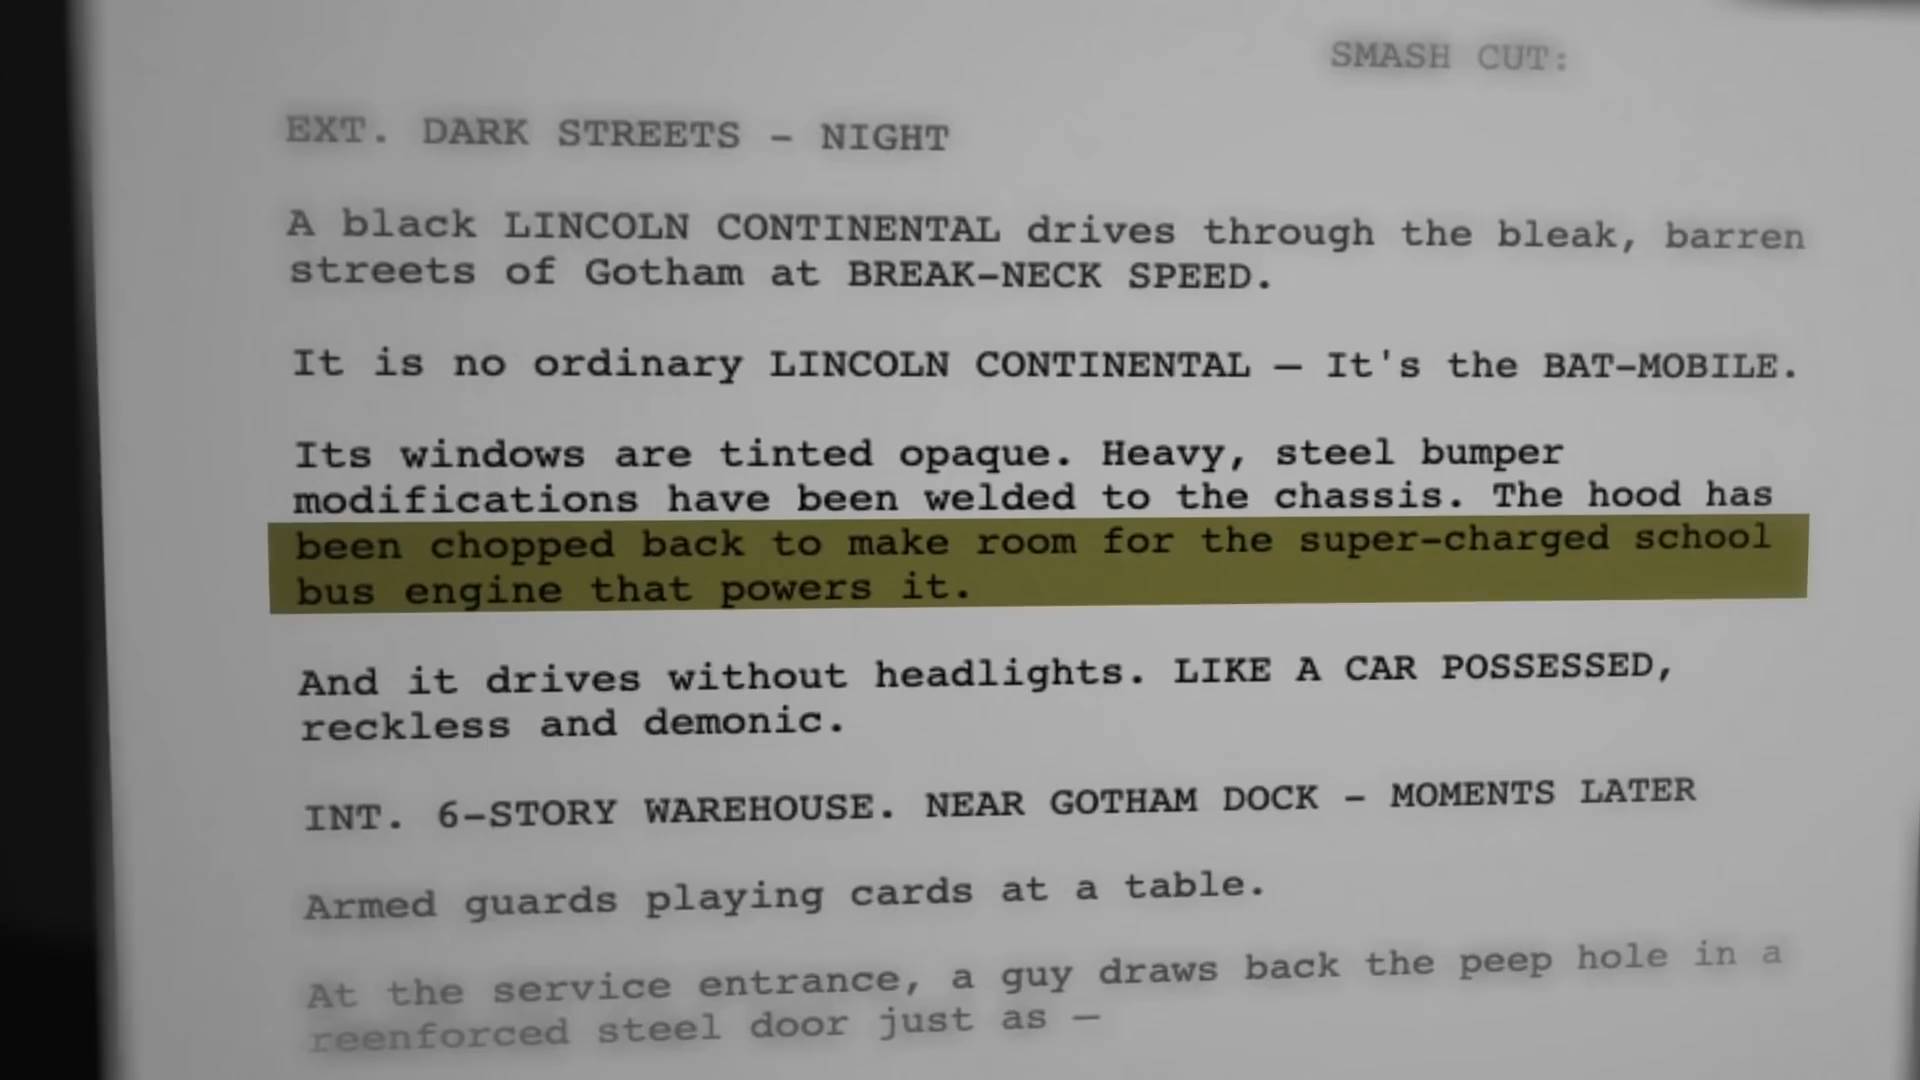 SMASH CUT:
EXT. DARK STREETS - NIGHT
A black LINCOLN CONTINENTAL drives through the bleak, barren
streets of Gotham at BREAK-NECK SPEED.
It is no ordinary LINCOLN CONTINENTAL — It's the BAT-MOBILE.
Its windows are tinted opaque. Heavy, steel bumper
modifications have been welded to the chassis. The hood has
been chopped back to make room for the super-charged school
bus engine that powers it.
And it drives without headlights. LIKE A CAR POSSESSED,
reckless and demonic.
INT. 6-STORY WAREHOUSE. NEAR GOTHAM DOCK - MOMENTS LATER
Armed guards playing cards at a table.
At the service entrance, a guy draws back the peep hole in a
reenforced steel door just as —